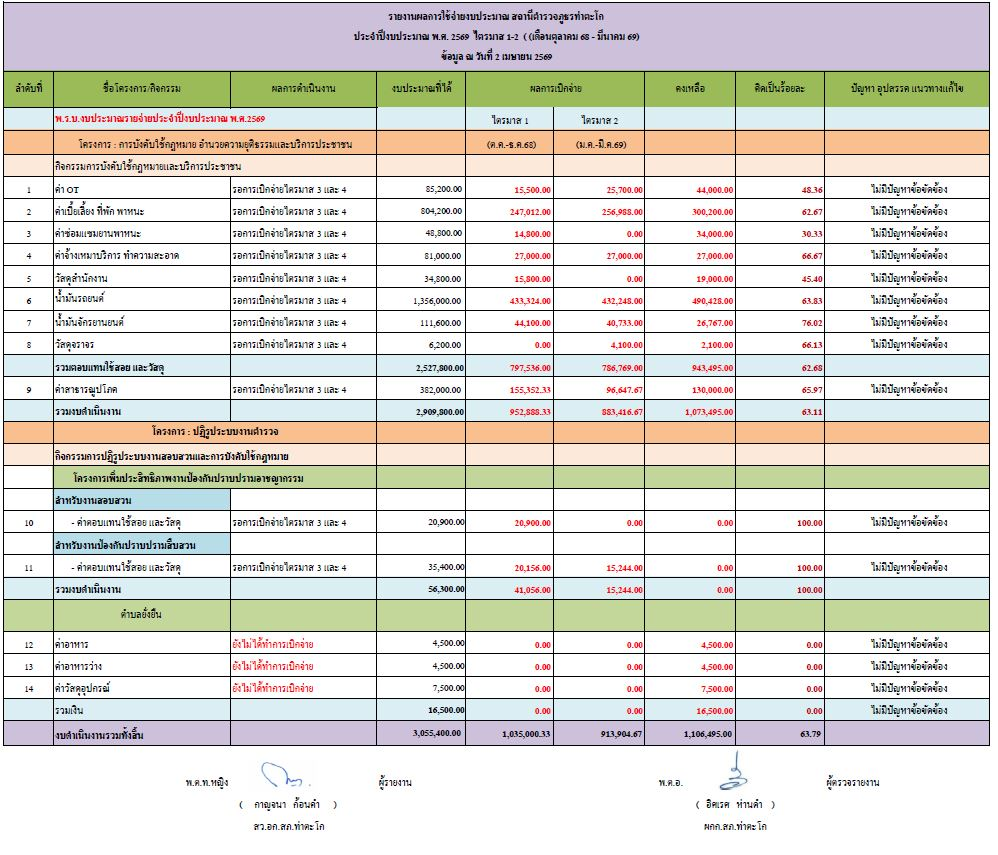 รายงานผลการใช้จ่ายงบประมาณ สถานีตำรวจภูธรท่าตะโก
ประจำปีงบประมาณ พ.ศ. 2569 ไตรมาส 1-2 ( (เดือนตุลาคม 68 - มีนาคม 69)
ข้อมูล ณ วันที่ 2 เมษายน 2569
ลำดับที่ ชื่อโครงการ/กิจกรรม ผลการดำเนินงาน งบประมาณที่ได้ ผลการเบิกจ่าย คงเหลือ คิดเป็นร้อยละ ปัญหา อุปสรรค แนวทางแก้ไข
พ.ร.บ.งบประมาณรายจ่ายประจำปีงบประมาณ พ.ศ.2569 ไตรมาส 1 ไตรมาส 2
โครงการ : การบังคับใช้กฎหมาย อำนวยความยุติธรรมและบริการประชาชน (ต.ค.-ธ.ค.68) (ม.ค.-มี.ค.69)
กิจกรรมการบังคับใช้กฎหมายและบริการประชาชน
1 ค่า OT รอการเบิกจ่ายไตรมาส 3 และ 4 85,200.00 15,500.00 25,700.00 44,000.00 48.36 ไม่มีปัญหาข้อขัดข้อง
2 ค่าเบี้ยเลี้ยง ที่พัก พาหนะ รอการเบิกจ่ายไตรมาส 3 และ 4 804,200.00 247,012.00 256,988.00 300,200.00 62.67 ไม่มีปัญหาข้อขัดข้อง
3 ค่าซ่อมแซมยานพาหนะ รอการเบิกจ่ายไตรมาส 3 และ 4 48,800.00 14,800.00 0.00 34,000.00 30.33 ไม่มีปัญหาข้อขัดข้อง
4 ค่าจ้างเหมาบริการ ทำความสะอาด รอการเบิกจ่ายไตรมาส 3 และ 4 81,000.00 27,000.00 27,000.00 27,000.00 66.67 ไม่มีปัญหาข้อขัดข้อง
5 วัสดุสำนักงาน รอการเบิกจ่ายไตรมาส 3 และ 4 34,800.00 15,800.00 0.00 19,000.00 45.40 ไม่มีปัญหาข้อขัดข้อง
6 น้ำมันรถยนต์ รอการเบิกจ่ายไตรมาส 3 และ 4 1,356,000.00 433,324.00 432,248.00 490,428.00 63.83 ไม่มีปัญหาข้อขัดข้อง
7 น้ำมันจักรยานยนต์ รอการเบิกจ่ายไตรมาส 3 และ 4 111,600.00 44,100.00 40,733.00 26,767.00 76.02 ไม่มีปัญหาข้อขัดข้อง
8 วัสดุจราจร รอการเบิกจ่ายไตรมาส 3 และ 4 6,200.00 0.00 4,100.00 2,100.00 66.13 ไม่มีปัญหาข้อขัดข้อง
รวมตอบแทนใช้สอย และวัสดุ 2,527,800.00 797,536.00 786,769.00 943,495.00 62.68
9 ค่าสาธารณูปโภค รอการเบิกจ่ายไตรมาส 3 และ 4 382,000.00 155,352.33 96,647.67 130,000.00 65.97 ไม่มีปัญหาข้อขัดข้อง
รวมงบดำเนินงาน 2,909,800.00 952,888.33 883,416.67 1,073,495.00 63.11
โครงการ : ปฏิรูประบบงานตำรวจ
กิจกรรมการปฏิรูประบบงานสอบสวนและการบังคับใช้กฎหมาย
โครงการเพิ่มประสิทธิภาพงานป้องกันปราบปรามอาชญากรรม
สำหรับงานสอบสวน
10 - ค่าตอบแทนใช้สอย และวัสดุ รอการเบิกจ่ายไตรมาส 3 และ 4 20,900.00 20,900.00 0.00 0.00 100.00 ไม่มีปัญหาข้อขัดข้อง
สำหรับงานป้องกันปราบปรามสืบสวน
11 - ค่าตอบแทนใช้สอย และวัสดุ รอการเบิกจ่ายไตรมาส 3 และ 4 35,400.00 20,156.00 15,244.00 0.00 100.00 ไม่มีปัญหาข้อขัดข้อง
รวมงบดำเนินงาน 56,300.00 41,056.00 15,244.00 0.00 100.00
ตำบลยั่งยืน
12 ค่าอาหาร ยังไม่ได้ทำการเบิกจ่าย 4,500.00 0.00 0.00 4,500.00 0.00 ไม่มีปัญหาข้อขัดข้อง
13 ค่าอาหารว่าง ยังไม่ได้ทำการเบิกจ่าย 4,500.00 0.00 0.00 4,500.00 0.00 ไม่มีปัญหาข้อขัดข้อง
14 ค่าวัสดุอุปกรณ์ ยังไม่ได้ทำการเบิกจ่าย 7,500.00 0.00 0.00 7,500.00 0.00 ไม่มีปัญหาข้อขัดข้อง
รวมเงิน 16,500.00 0.00 0.00 16,500.00 0.00 ไม่มีปัญหาข้อขัดข้อง
งบดำเนินงานรวมทั้งสิ้น 3,055,400.00 1,035,000.33 913,904.67 1,106,495.00 63.79
พ.ต.ท.หญิง ผู้รายงาน พ.ต.อ. ผู้ตรวจรายงาน
( กาญจนา ก้อนคำ ) ( อิศเรศ ห่านคำ )
สว.อก.สภ.ท่าตะโก ผกก.สภ.ท่าตะโก